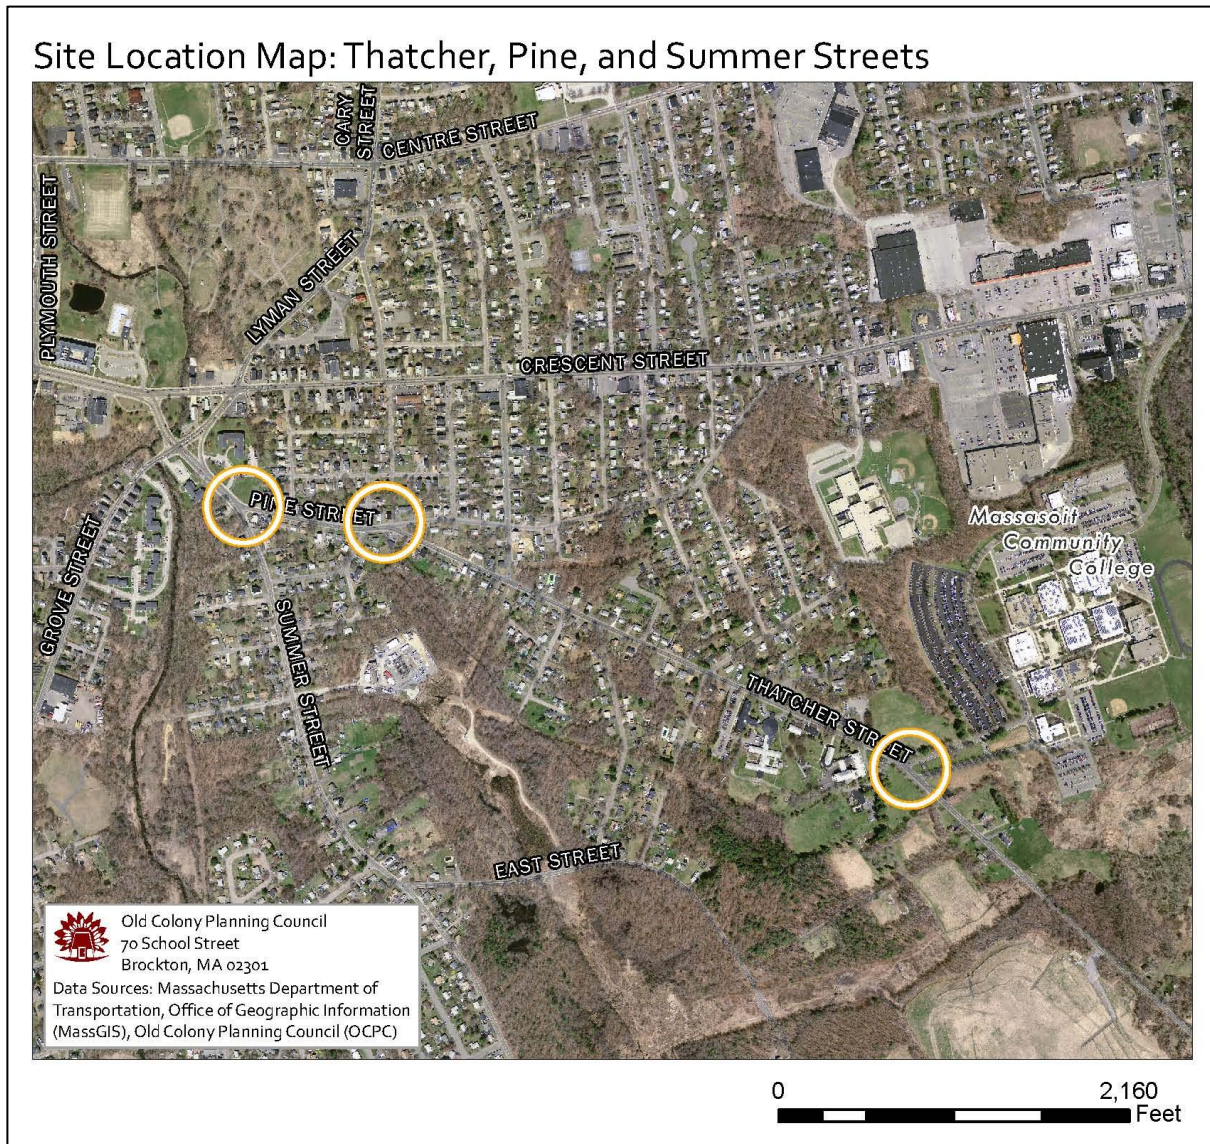 Site Location Map: Thatcher, Pine, and Summer Streets
CARY
STREET
CENTRE STREET
PLYMOUTH STREET
LYMAN STREET
CRESCENT STREET
PINE STREET
GROVE STREET
SUMMER STREET
Massasoit
Community
College
THATCHER STREET
EAST STREET
Old Colony Planning Council
70 School Street
Brockton, MA 02301
Data Sources: Massachusetts Department of
Transportation, Office of Geographic Information
(MassGIS), Old Colony Planning Council (OCPC)
0 2,160
Feet